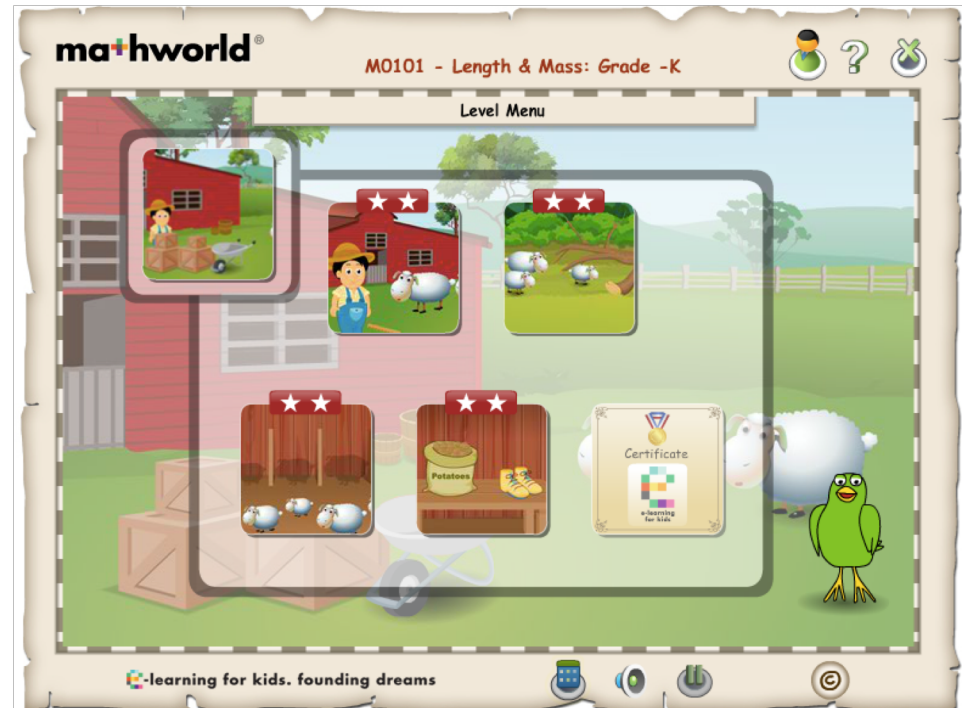 mathworld®
M0101 - Length & Mass: Grade -K
?
Level Menu
Potatoes
Certificate
e-learning
for kids
e-learning for kids. founding dreams
©